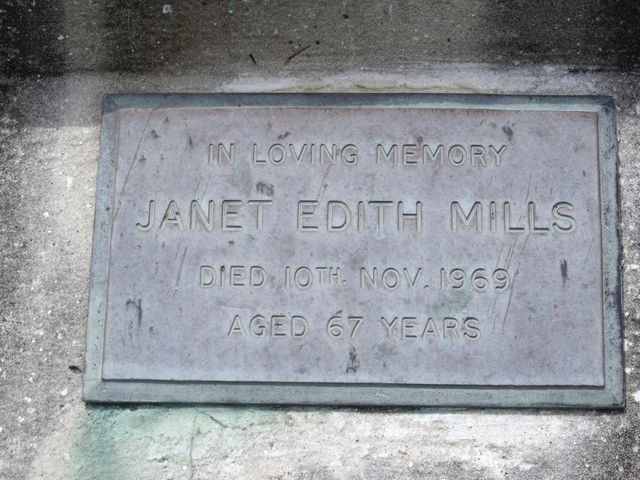 IN LOVING MEMORY
JANET EDITH MILLS
DIED 10TH. NOV. 1969
AGED 67 YEARS